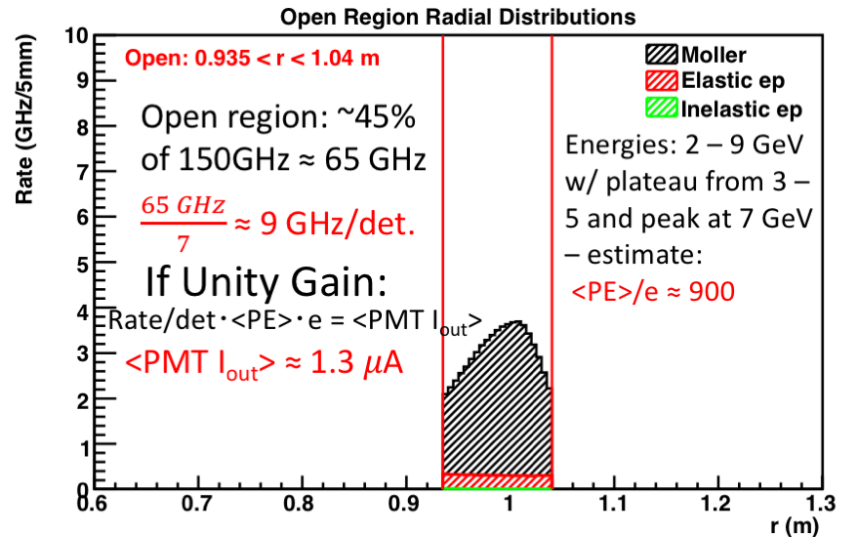 Open Region Radial Distributions
Rate (GHz/5mm)
10
9
8
7
6
5
4
3
2
1
0
Open: 0.935 < r < 1.04 m
Open region: ~45%
of 150GHz ≈ 65 GHz
65 GHz
7
≈ 9 GHz/det.
If Unity Gain:
Rate/det・<PE>・e = <PMT Iout>
<PMT Iout> ≈ 1.3 μA
Moller
Elastic ep
Inelastic ep
Energies: 2 – 9 GeV
w/ plateau from 3 –
5 and peak at 7 GeV
– estimate:
<PE>/e ≈ 900
0.6 0.7 0.8 0.9 1 1.1 1.2 1.3
r (m)